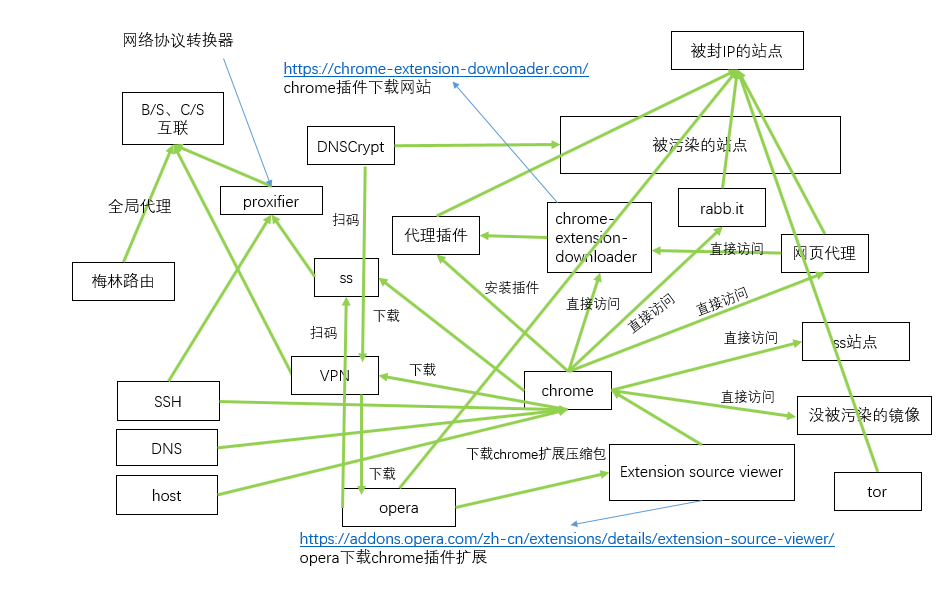 网络协议转换器
被封IP的站点
https://chrome-extension-downloader.com/
chrome插件下载网站
B/S、C/S
互联
DNSCrypt
被污染的站点
proxifier
全局代理
扫码
代理插件
chrome-
extension-
downloader
rabb.it
直接访问
网页代理
梅林路由
ss
安装插件
直接访问
直接访问
直接访问
下载
扫码
直接访问
ss站点
VPN
下载
chrome
直接访问
没被污染的镜像
SSH
DNS
下载chrome扩展压缩包
Extension source viewer
下载
host
opera
tor
https://addons.opera.com/zh-cn/extensions/details/extension-source-viewer/
opera下载chrome插件扩展